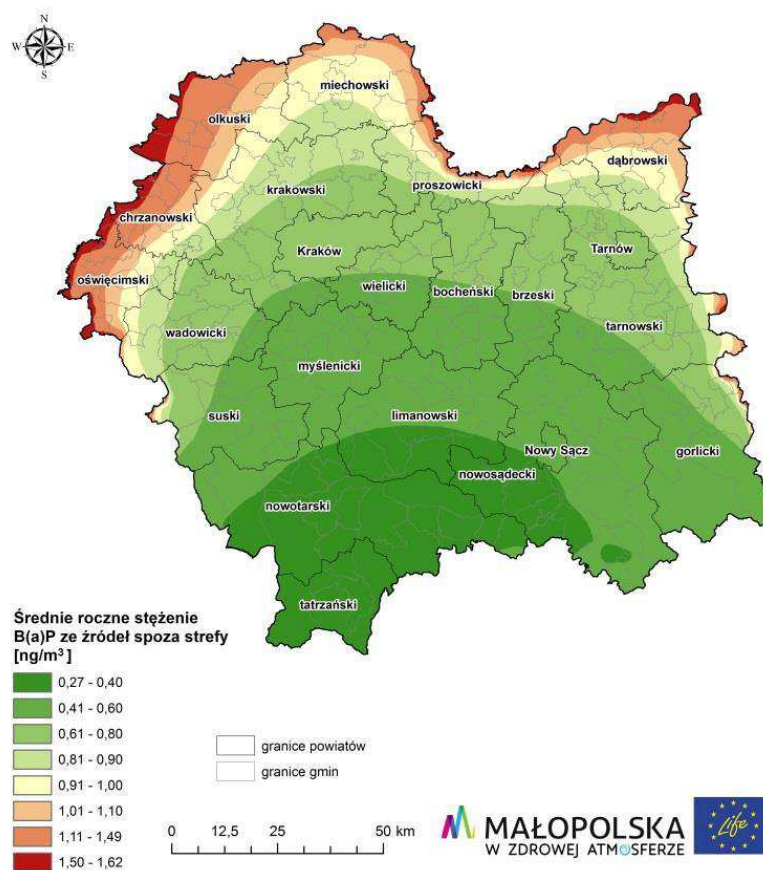 N
W E
S
miechowski
olkuski
dąbrowski
krakowski
proszowicki
chrzanowski
Kraków
Tarnów
oświęcimski
wielicki
bocheński
brzeski
wadowicki
tarnowski
myślenicki
suski
limanowski
Nowy Sącz
gorlicki
nowosądecki
nowotarski
tatrzański
Średnie roczne stężenie
B(a)P ze źródeł spoza strefy
[ng/m³]
0,27 - 0,40
0,41 - 0,60
0,61 - 0,80
0,81 - 0,90
0,91 - 1,00
1,01 - 1,10
1,11 - 1,49
1,50 - 1,62
granice powiatów
granice gmin
0 12,5 25 50 km
MAŁOPOLSKA
W ZDROWEJ ATMOSFERZE
Life